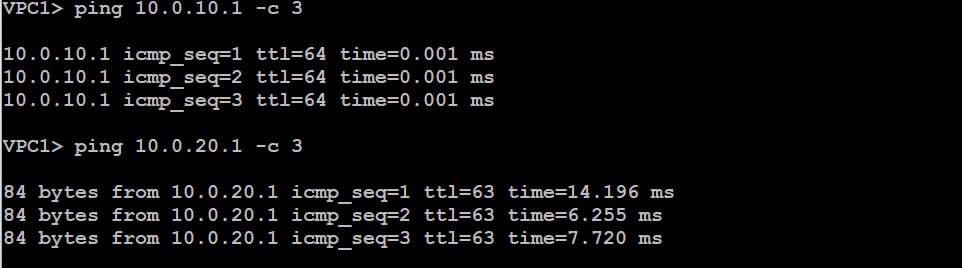 VPC1> ping 10.0.10.1 -c 3
10.0.10.1 icmp_seq=1 ttl=64 time=0.001 ms
10.0.10.1 icmp_seq=2 ttl=64 time=0.001 ms
10.0.10.1 icmp_seq=3 ttl=64 time=0.001 ms
VPC1> ping 10.0.20.1 -c 3
84 bytes from 10.0.20.1 icmp_seq=1 ttl=63 time=14.196 ms
84 bytes from 10.0.20.1 icmp_seq=2 ttl=63 time=6.255 ms
84 bytes from 10.0.20.1 icmp_seq=3 ttl=63 time=7.720 ms